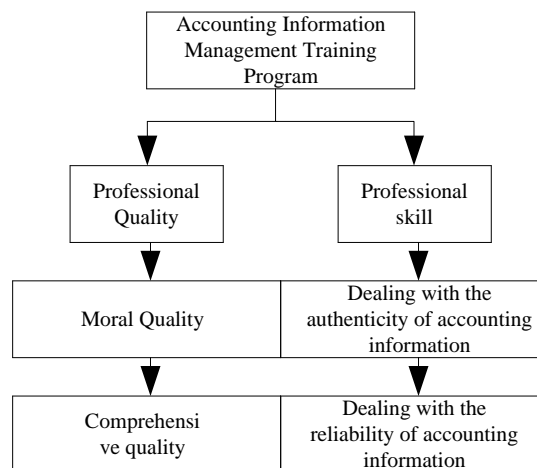 Accounting Information
Management Training
Program
Professional
Quality
Professional
skill
Moral Quality
Dealing with the
authenticity of accounting
information
Comprehensi
ve quality
Dealing with the
reliability of accounting
information